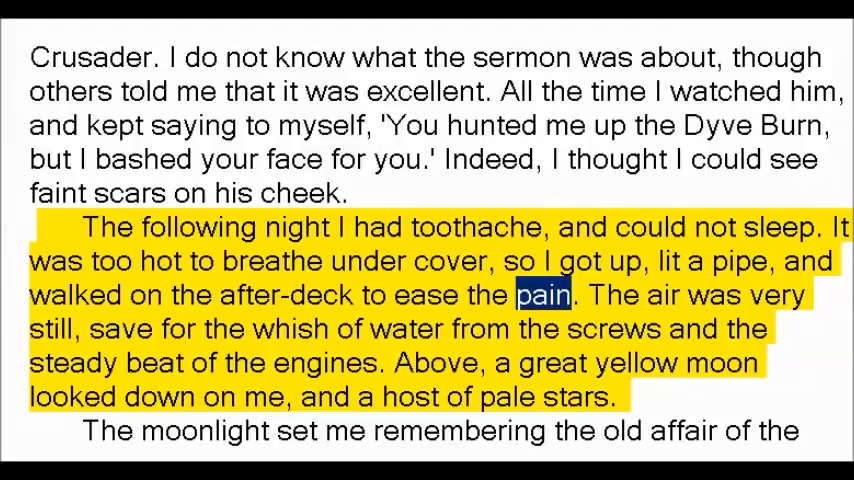 Crusader. I do not know what the sermon was about, though
others told me that it was excellent. All the time I watched him,
and kept saying to myself, 'You hunted me up the Dyve Burn,
but I bashed your face for you.' Indeed, I thought I could see
faint scars on his cheek.
The following night I had toothache, and could not sleep. It
was too hot to breathe under cover, so I got up, lit a pipe, and
walked on the after-deck to ease the pain. The air was very
still, save for the whish of water from the screws and the
steady beat of the engines. Above, a great yellow moon
looked down on me, and a host of pale stars.
The moonlight set me remembering the old affair of the